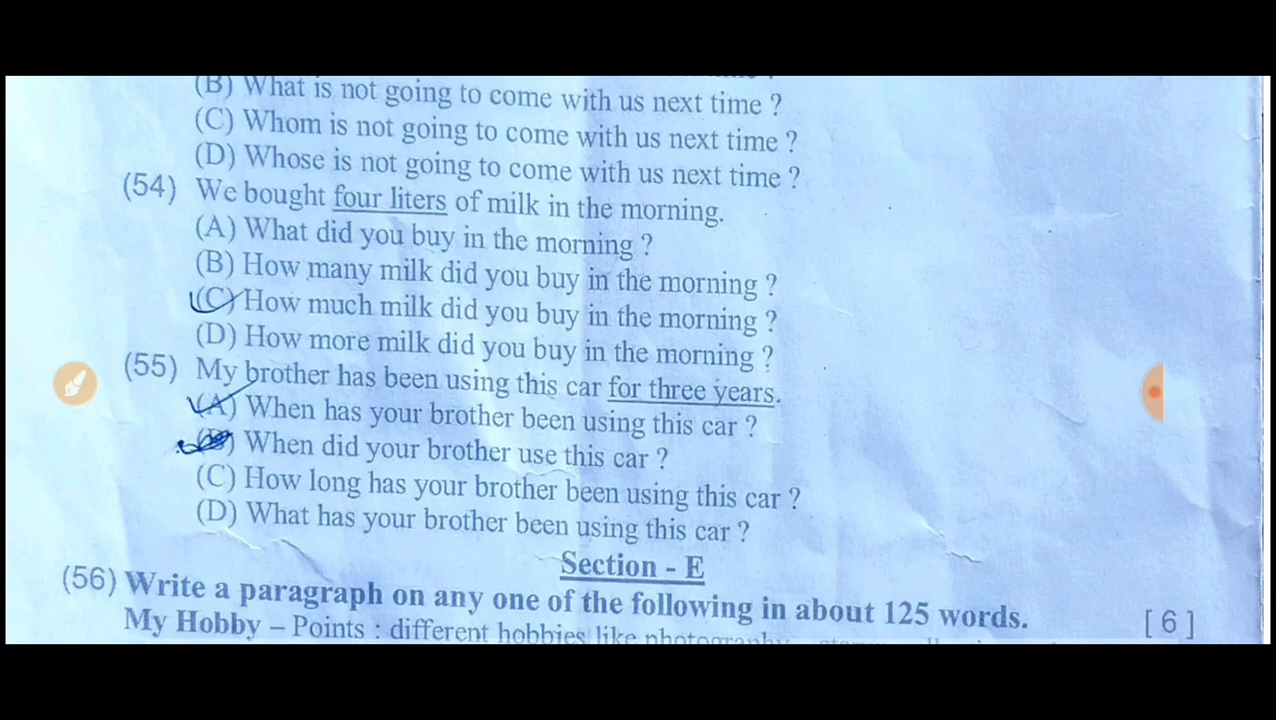 (B) What is not going to come with us next time ?
(C) Whom is not going to come with us next time ?
(D) Whose is not going to come with us next time ?
(54) We bought four liters of milk in the morning.
(A) What did you buy in the morning ?
(B) How many milk did you buy in the morning ?
(C) How much milk did you buy in the morning ?
(D) How more milk did you buy in the morning ?
(55) My brother has been using this car for three years.
(A) When has your brother been using this car ?
(B) When did your brother use this car ?
(C) How long has your brother been using this car ?
(D) What has your brother been using this car ?
Section - E
(56) Write a paragraph on any one of the following in about 125 words. [6]
My Hobby – Points : different hobbies like photography